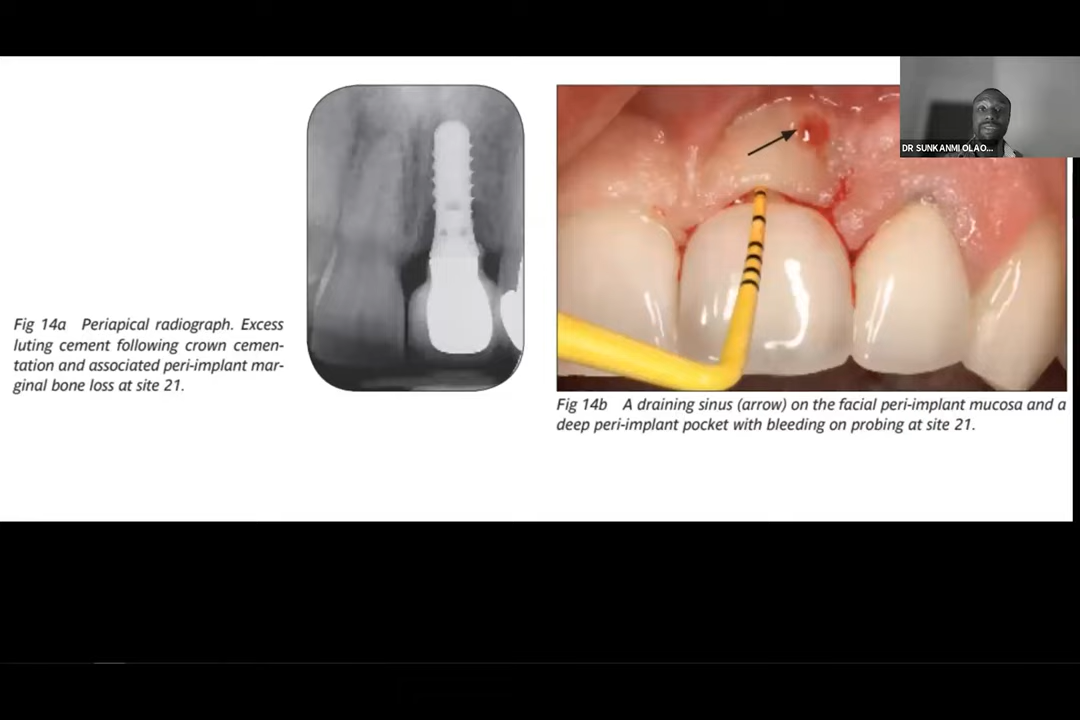 DR SUNKANMI OLAO...
Fig 14a Periapical radiograph. Excess
luting cement following crown cemen-
tation and associated peri-implant mar-
ginal bone loss at site 21.
Fig 14b A draining sinus (arrow) on the facial peri-implant mucosa and a
deep peri-implant pocket with bleeding on probing at site 21.